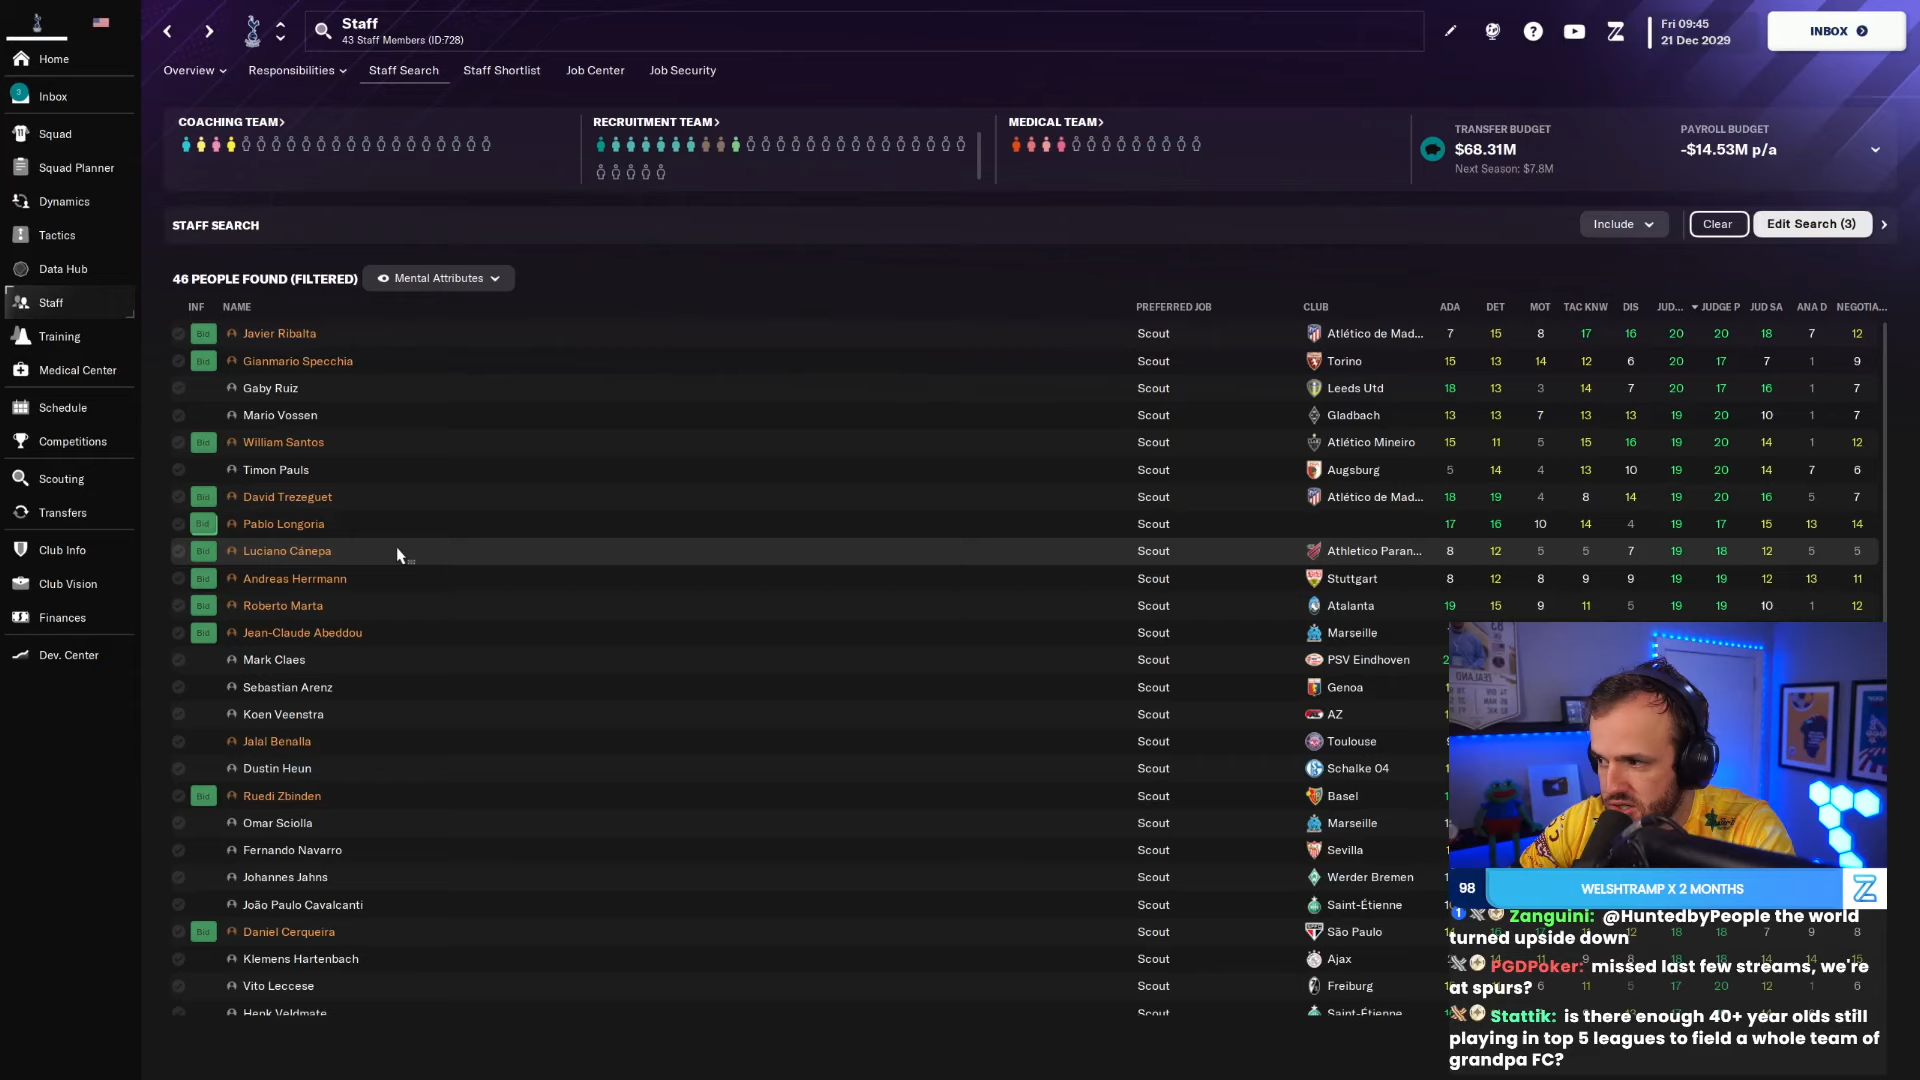 Staff
43 Staff Members (ID:728)
Fri 09:45
21 Dec 2029
INBOX
Overview
Responsibilities
Staff Search
Staff Shortlist
Job Center
Job Security
Home
3
Inbox
Squad
Squad Planner
Dynamics
Tactics
Data Hub
Staff
Training
Medical Center
Schedule
Competitions
Scouting
Transfers
Club Info
Club Vision
Finances
Dev. Center
COACHING TEAM>
RECRUITMENT TEAM>
MEDICAL TEAM>
TRANSFER BUDGET
$68.31M
Next Season: $7.8M
PAYROLL BUDGET
-$14.53M p/a
STAFF SEARCH
Include
Clear
Edit Search (3)
46 PEOPLE FOUND (FILTERED)
Mental Attributes
INF NAME PREFERRED JOB CLUB ADA DET MOT TAC KNW DIS JUD... JUDGE P JUD SA ANA D NEGOTIA...
Bid Javier Ribalta Scout Atlético de Mad... 7 15 8 17 16 20 20 18 7 12
Bid Gianmario Specchia Scout Torino 15 13 14 12 6 20 17 7 1 9
Gaby Ruiz Scout Leeds Utd 18 13 3 14 7 20 17 16 1 7
Mario Vossen Scout Gladbach 13 13 7 13 13 19 20 10 1 7
Bid William Santos Scout Atlético Mineiro 15 11 5 15 16 19 20 14 1 12
Timon Pauls Scout Augsburg 5 14 4 13 10 19 20 14 7 6
Bid David Trezeguet Scout Atlético de Mad... 18 19 4 8 14 19 20 16 5 7
Bid Pablo Longoria Scout 17 16 10 14 4 19 17 15 13 14
Bid Luciano Cánepa Scout Athletico Paran... 8 12 5 5 7 19 18 12 5 5
Bid Andreas Herrmann Scout Stuttgart 8 12 8 9 9 19 19 12 13 11
Bid Roberto Marta Scout Atalanta 19 15 9 11 5 19 19 10 1 12
Bid Jean-Claude Abeddou Scout Marseille
Mark Claes Scout PSV Eindhoven
Sebastian Arenz Scout Genoa
Koen Veenstra Scout AZ
Jalal Benalla Scout Toulouse
Dustin Heun Scout Schalke 04
Bid Ruedi Zbinden Scout Basel
Omar Sciolla Scout Marseille
Fernando Navarro Scout Sevilla
Johannes Jahns Scout Werder Bremen
João Paulo Cavalcanti Scout Saint-Étienne
Bid Daniel Cerqueira Scout São Paulo
Klemens Hartenbach Scout Ajax
Vito Leccese Scout Freiburg
Henk Veldmate Scout Saint-Étienne
98 WELSHTRAMP X 2 MONTHS
Zanguini: @HuntedbyPeople the world
turned upside down
PGDPoker: missed last few streams, we're
at spurs?
Stattik: is there enough 40+ year olds still
playing in top 5 leagues to field a whole team of
grandpa FC?